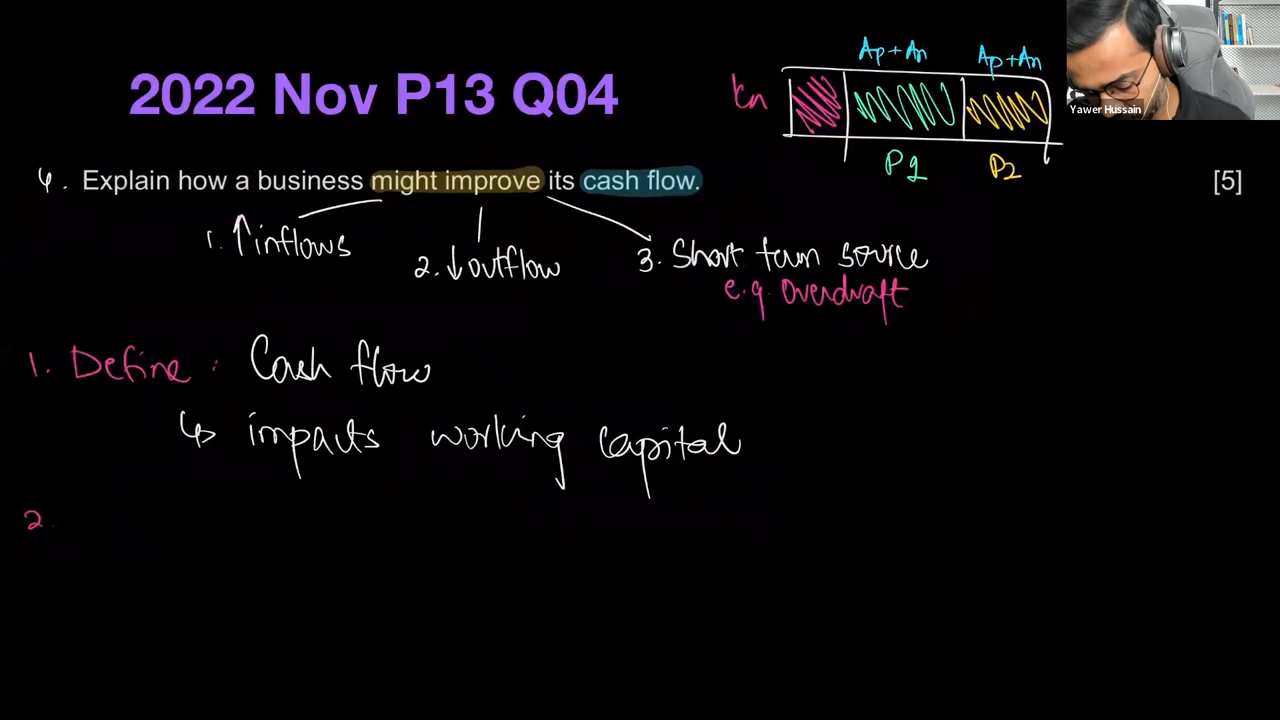 2022 Nov P13 Q04
Ap+An
Ap+An
Kn
P1
P2
Yawer Hussain
4. Explain how a business might improve its cash flow. [5]
1. ↑inflows
2. ↓outflow
3. Short term source
e.g. Overdraft
1. Define: Cash flow
↳ impacts working capital
2.